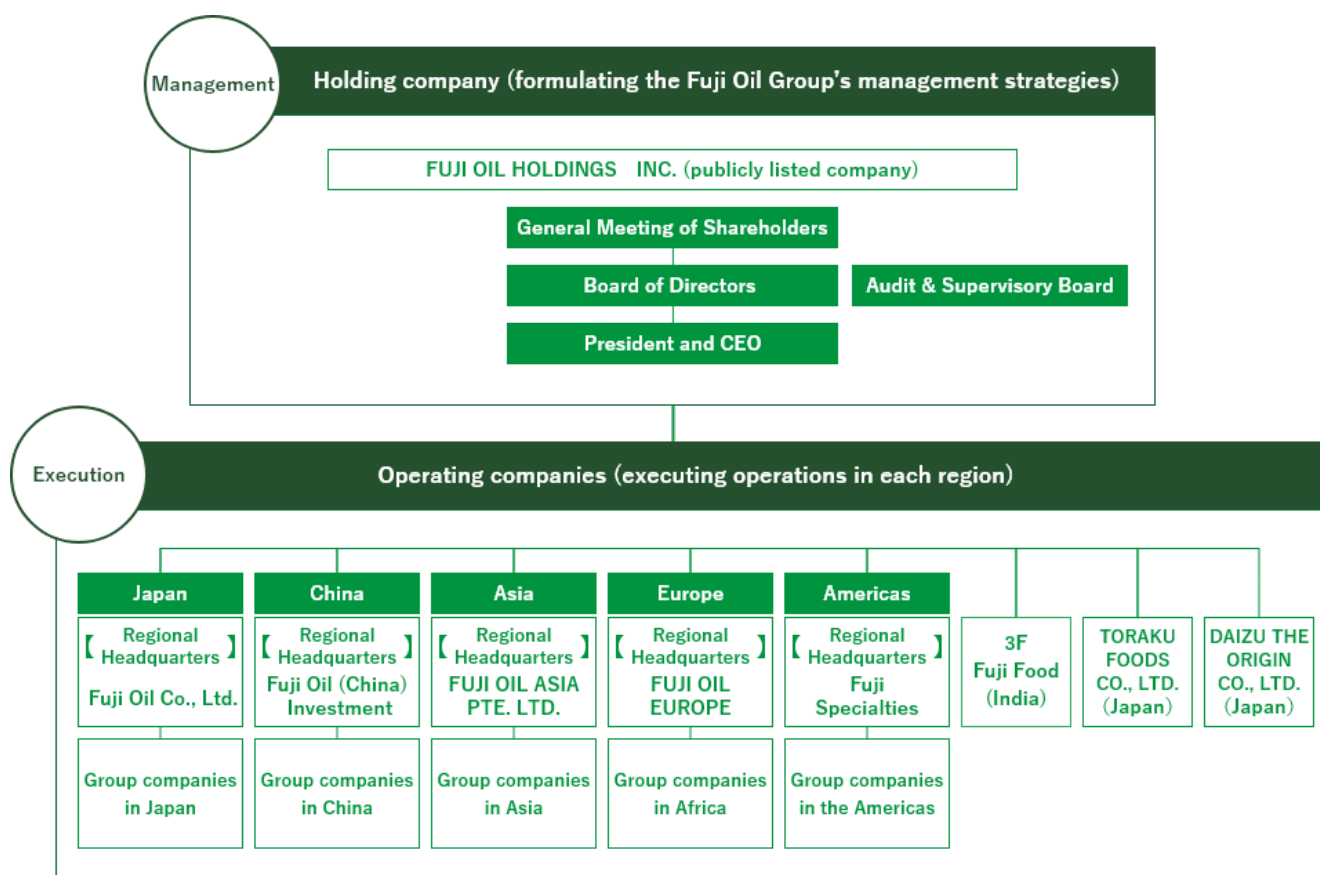 Management
Holding company (formulating the Fuji Oil Group’s management strategies)
FUJI OIL HOLDINGS INC. (publicly listed company)
General Meeting of Shareholders
Board of Directors
Audit & Supervisory Board
President and CEO
Execution
Operating companies (executing operations in each region)
Japan
【 Regional
Headquarters 】
Fuji Oil Co., Ltd.
Group companies
in Japan
China
【 Regional
Headquarters 】
Fuji Oil (China)
Investment
Group companies
in China
Asia
【 Regional
Headquarters 】
FUJI OIL ASIA
PTE. LTD.
Group companies
in Asia
Europe
【 Regional
Headquarters 】
FUJI OIL
EUROPE
Group companies
in Africa
Americas
【 Regional
Headquarters 】
Fuji
Specialties
Group companies
in the Americas
3F
Fuji Food
(India)
TORAKU
FOODS
CO., LTD.
(Japan)
DAIZU THE
ORIGIN
CO., LTD.
(Japan)